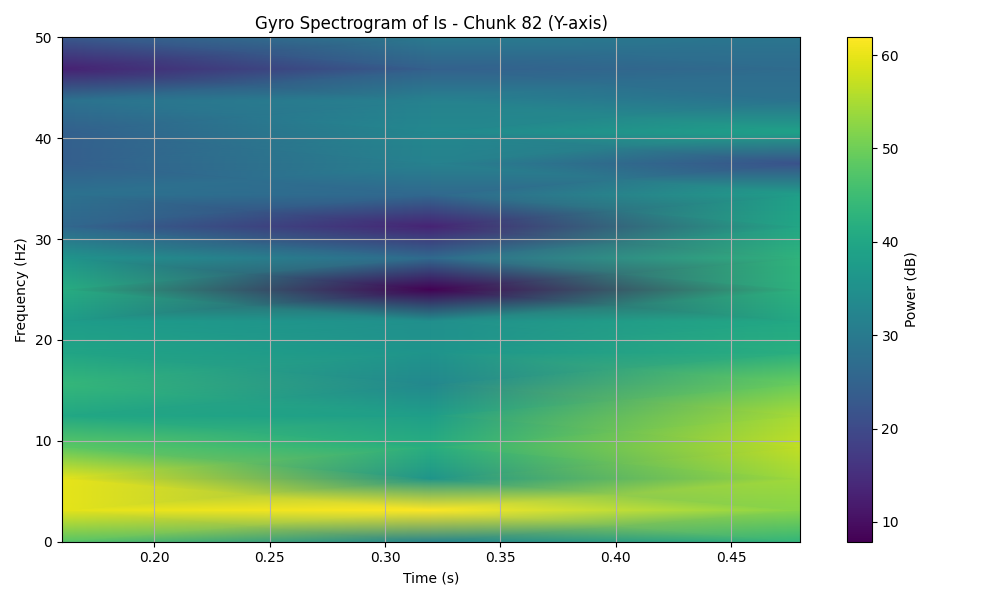 Gyro Spectrogram of Is - Chunk 82 (Y-axis)
50
40
30
20
10
0
Frequency (Hz)
0.20 0.25 0.30 0.35 0.40 0.45
Time (s)
60
50
40
30
20
10
Power (dB)